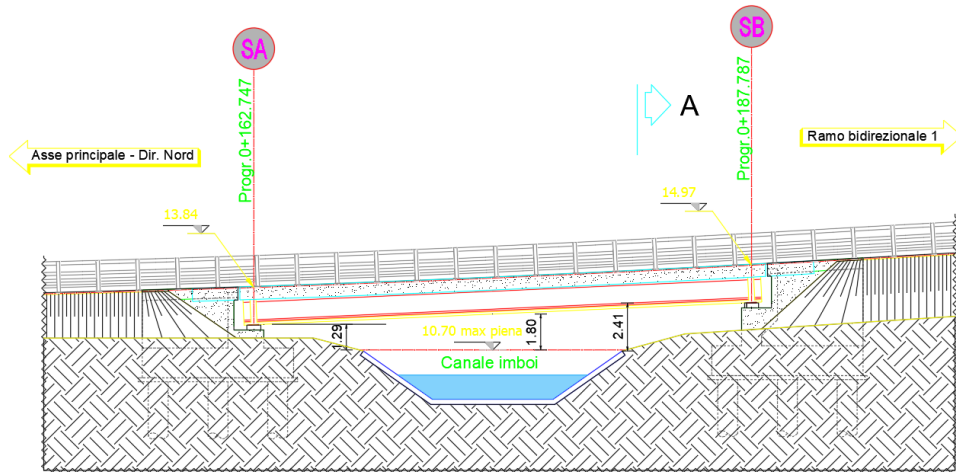 SA
SB
Progr.0+162.747
Progr.0+187.787
A
Asse principale - Dir. Nord
Ramo bidirezionale 1
13.84
14.97
1.29
10.70 max piena
1.80
2.41
Canale imboi